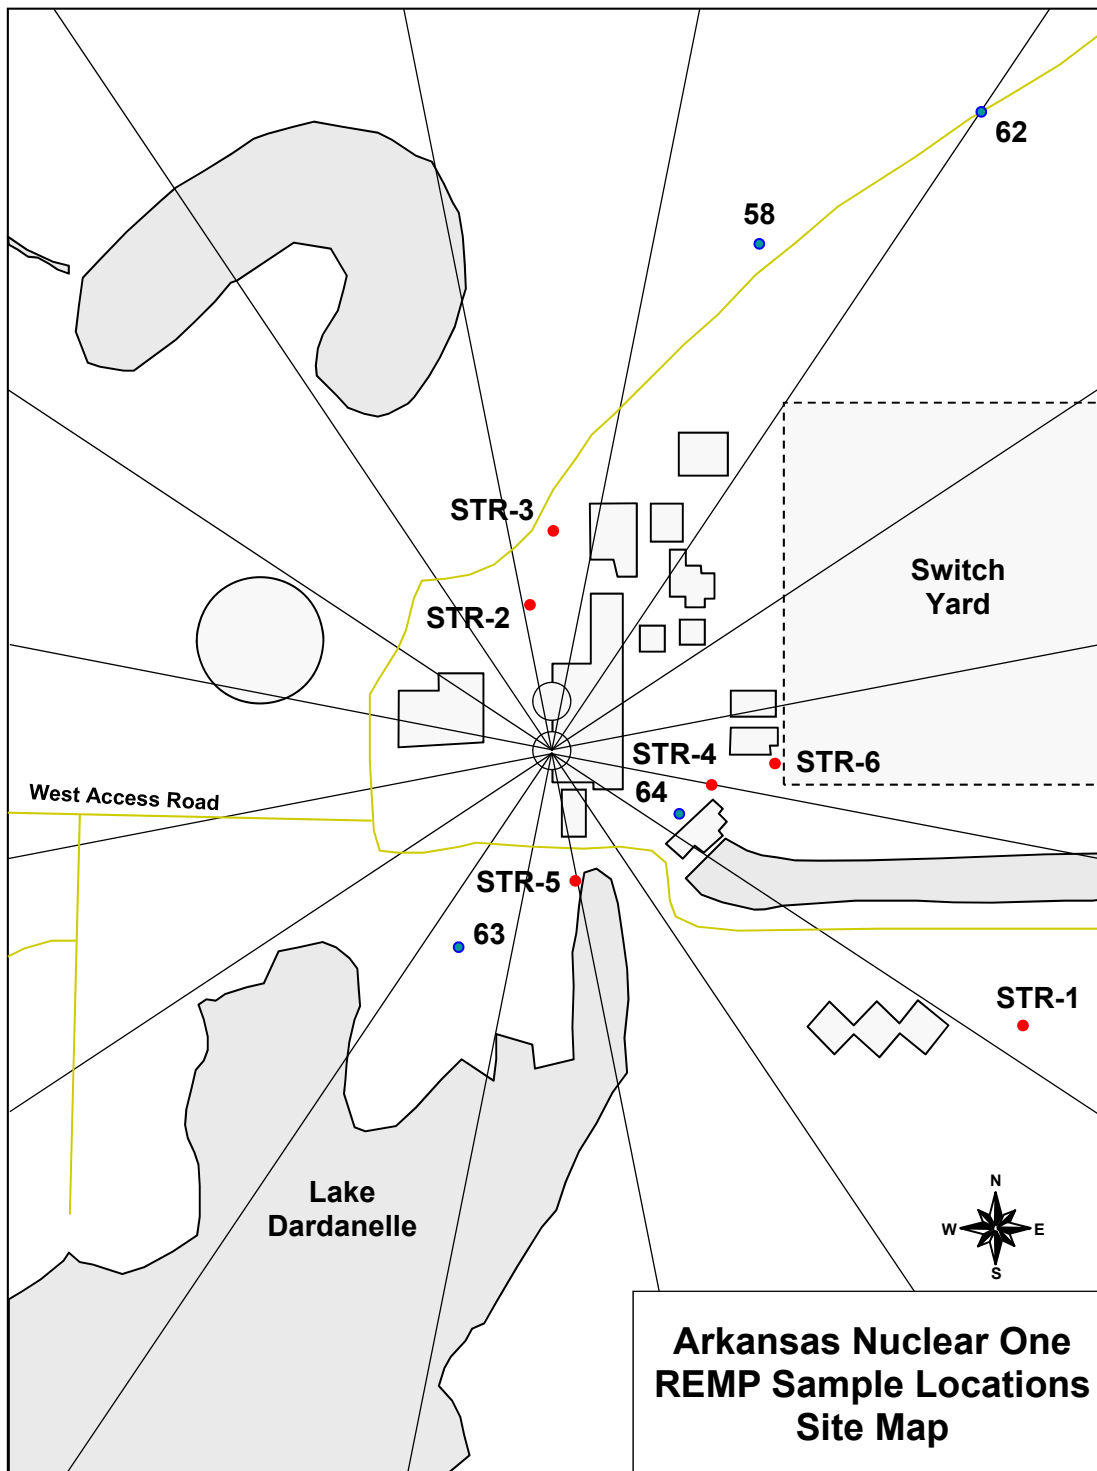 62
58
STR-3
Switch
Yard
STR-2
STR-4
STR-6
64
West Access Road
STR-5
63
STR-1
N
W
E
S
Lake
Dardanelle
Arkansas Nuclear One
REMP Sample Locations
Site Map